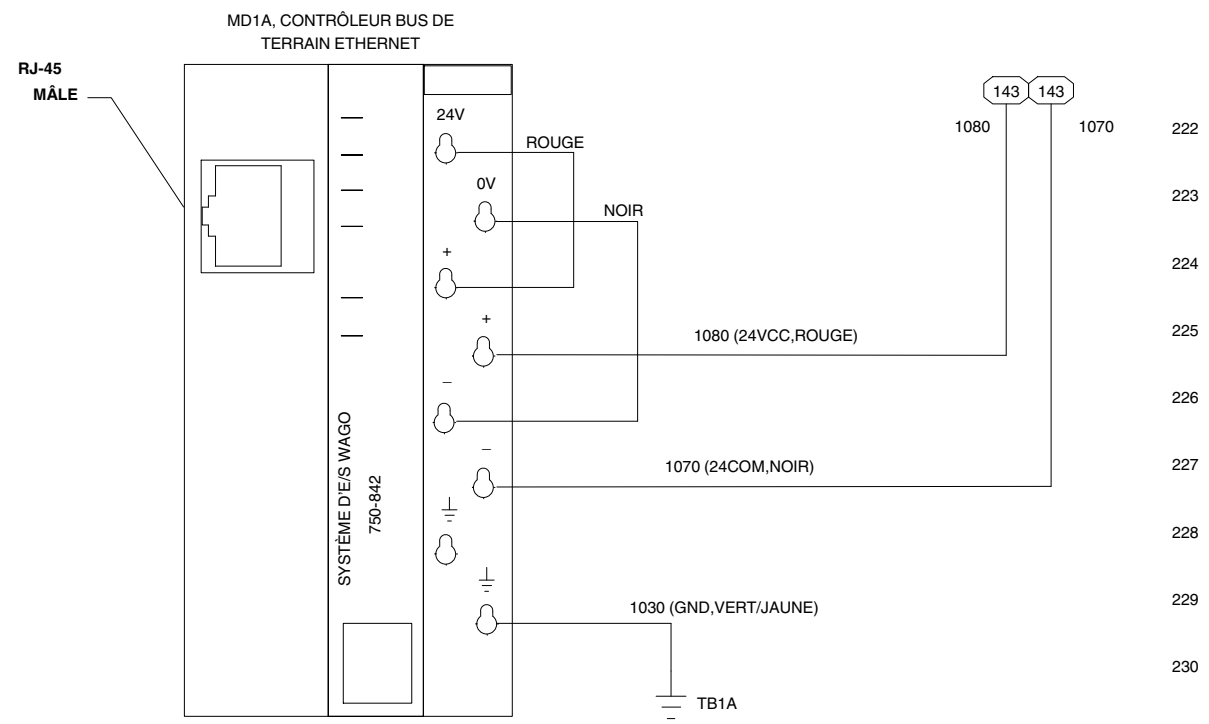 MD1A, CONTRÔLEUR BUS DE
TERRAIN ETHERNET
RJ-45
MÂLE
143 143
24V
1080 1070 222
ROUGE
0V
223
NOIR
+
224
+
1080 (24VCC,ROUGE)
225
–
226
–
1070 (24COM,NOIR)
227
SYSTÈME D'E/S WAGO
750-842
228
229
1030 (GND,VERT/JAUNE)
230
TB1A